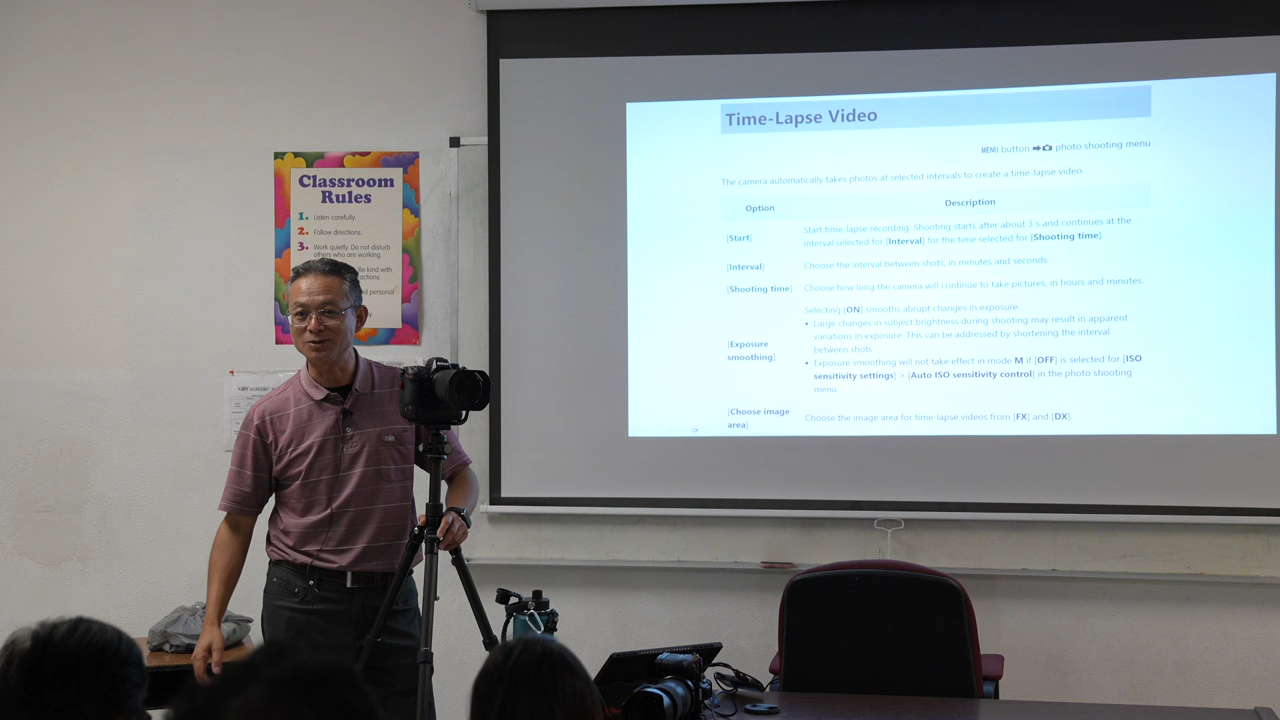 Classroom
Rules
1. Listen carefully.
2. Follow directions.
3. Work quietly. Do not disturb
others who are working.
Be kind with
actions.
personal
Time-Lapse Video
MENU button photo shooting menu
The camera automatically takes photos at selected intervals to create a time-lapse video
Option Description
[Start] Start time-lapse recording. Shooting starts after about 3 s and continues at the
interval selected for [Interval] for the time selected for [Shooting time].
[Interval] Choose the interval between shots, in minutes and seconds.
[Shooting time] Choose how long the camera will continue to take pictures, in hours and minutes.
[Exposure
smoothing]
Selecting [ON] smooths abrupt changes in exposure.
• Large changes in subject brightness during shooting may result in apparent
variations in exposure. This can be addressed by shortening the interval
between shots.
• Exposure smoothing will not take effect in mode M if [OFF] is selected for [ISO
sensitivity settings] > [Auto ISO sensitivity control] in the photo shooting
menu.
[Choose image
area]
Choose the image area for time-lapse videos from [FX] and [DX].